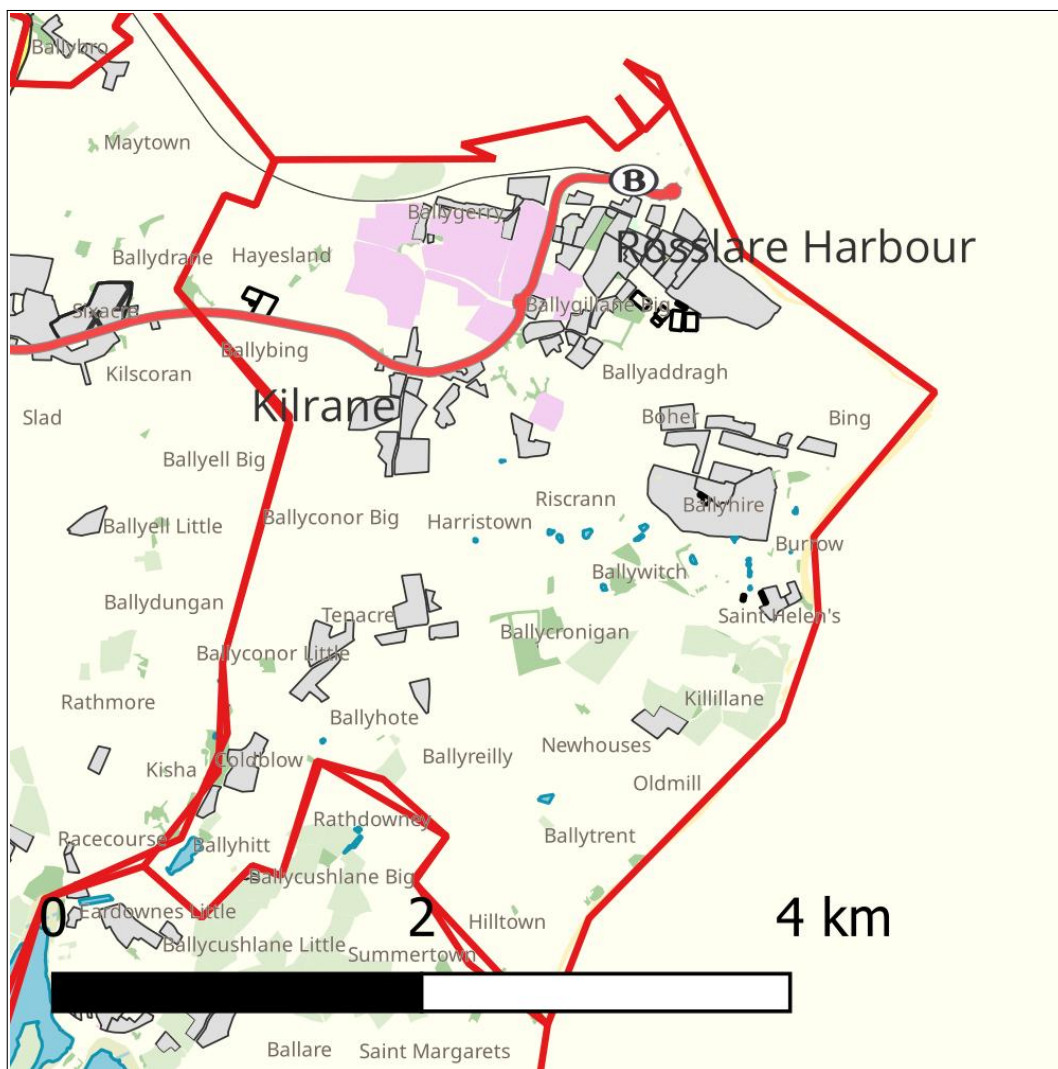 Ballybro
Maytown
B
Ballygerry
Rosslare Harbour
Ballydrane
Hayesland
Sixacre
Ballygillane Big
Ballybing
Kilscoran
Ballyaddragh
Kilrane
Slad
Boher
Bing
Ballyell Big
Riscrann
Ballyhire
Ballyell Little
Ballyconor Big
Harristown
Burrow
Ballywitch
Ballydungan
Tenacre
Saint Helen's
Ballycronigan
Ballyconor Little
Rathmore
Killillane
Ballyhote
Newhouses
Kisha
Coldblow
Ballyreilly
Oldmill
Rathdowney
Racecourse
Ballyhitt
Ballytrent
Ballycushlane Big
0
2
4 km
Eardownes Little
Hilltown
Ballycushlane Little
Summertown
Ballare
Saint Margarets